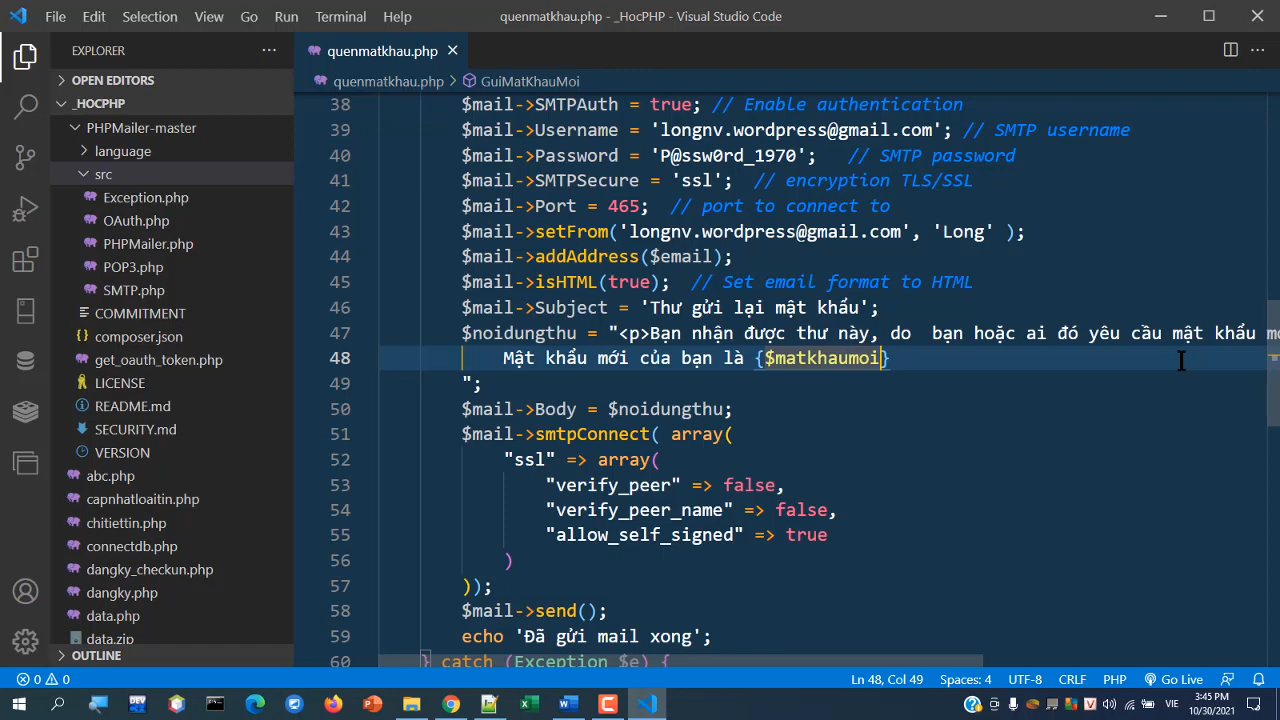 File Edit Selection View Go Run Terminal Help quenmatkhau.php - _HocPHP - Visual Studio Code
EXPLORER
OPEN EDITORS
_HOCPHP
PHPMailer-master
language
src
Exception.php
OAuth.php
PHPMailer.php
POP3.php
SMTP.php
COMMITMENT
composer.json
get_oauth_token.php
LICENSE
README.md
SECURITY.md
VERSION
abc.php
capnhatloaitin.php
chitiettin.php
connectdb.php
dangky_checkun.php
dangky.php
data.php
data.zip
OUTLINE
quenmatkhau.php
quenmatkhau.php > GuiMatKhauMoi
38 $mail->SMTPAuth = true; // Enable authentication
39 $mail->Username = 'longnv.wordpress@gmail.com'; // SMTP username
40 $mail->Password = 'P@ssw0rd_1970'; // SMTP password
41 $mail->SMTPSecure = 'ssl'; // encryption TLS/SSL
42 $mail->Port = 465; // port to connect to
43 $mail->setFrom('longnv.wordpress@gmail.com', 'Long' );
44 $mail->addAddress($email);
45 $mail->isHTML(true); // Set email format to HTML
46 $mail->Subject = 'Thư gửi lại mật khẩu';
47 $noidungthu = "<p>Bạn nhận được thư này, do bạn hoặc ai đó yêu cầu mật khẩu
48 Mật khẩu mới của bạn là {$matkhaumoi}
49 ";
50 $mail->Body = $noidungthu;
51 $mail->smtpConnect( array(
52 "ssl" => array(
53 "verify_peer" => false,
54 "verify_peer_name" => false,
55 "allow_self_signed" => true
56 )
57 ));
58 $mail->send();
59 echo 'Đã gửi mail xong';
60 } catch (Exception $e) {
0 0 Ln 48, Col 49 Spaces: 4 UTF-8 CRLF PHP Go Live
VIE 3:45 PM
10/30/2021